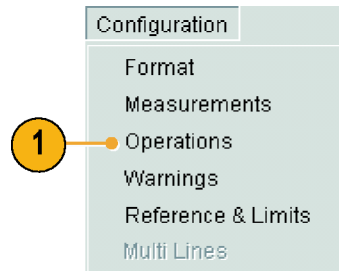 Configuration
Format
Measurements
1
Operations
Warnings
Reference & Limits
Multi Lines